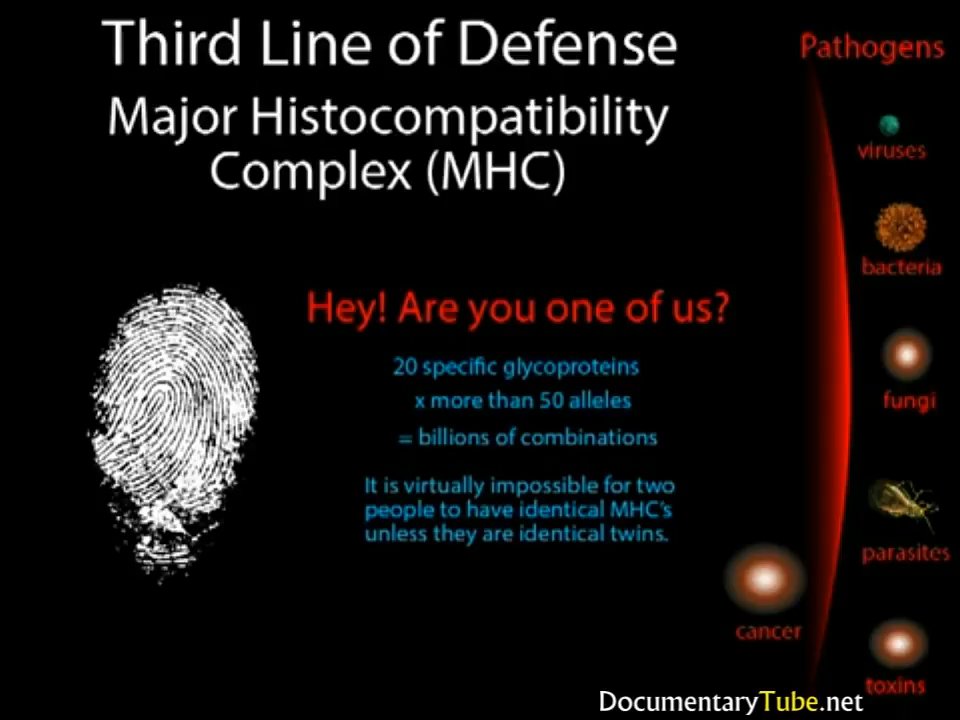 Third Line of Defense
Major Histocompatibility
Complex (MHC)
Hey! Are you one of us?
20 specific glycoproteins
x more than 50 alleles
= billions of combinations
It is virtually impossible for two
people to have identical MHC's
unless they are identical twins.
Pathogens
viruses
bacteria
fungi
parasites
cancer
toxins
DocumentaryTube.net